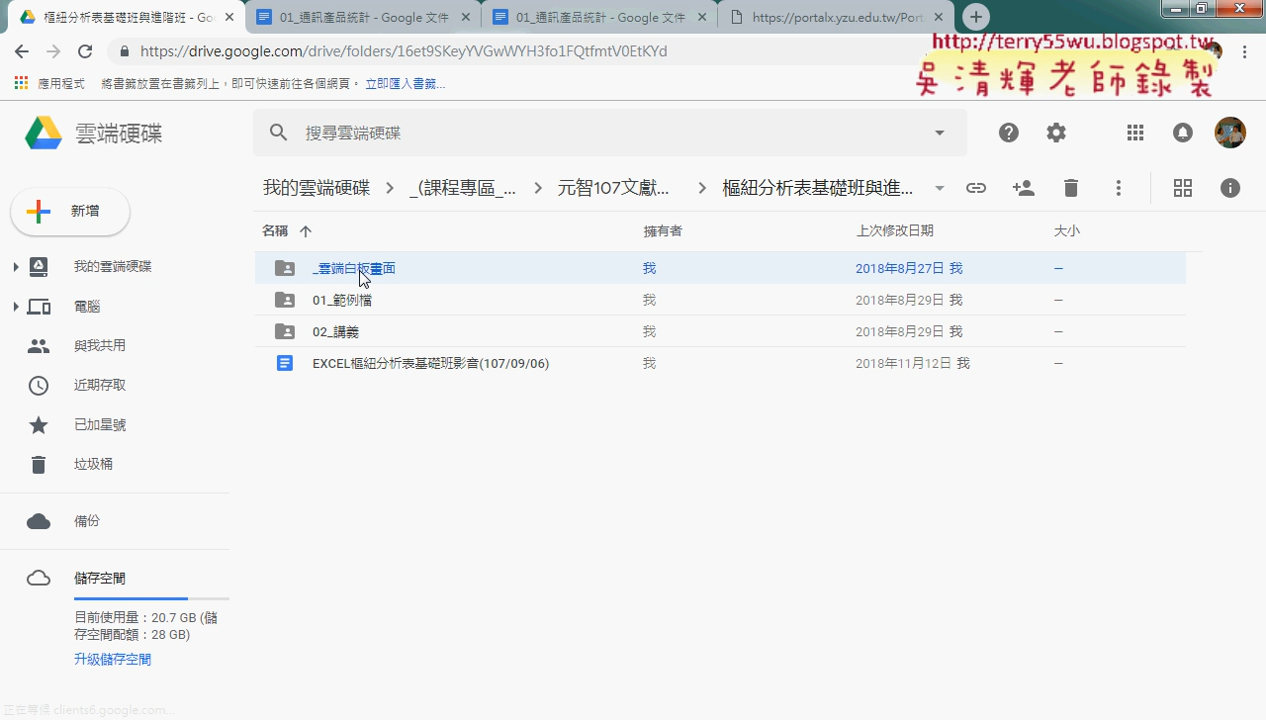 樞紐分析表基礎班與進階班 - Go
01_通訊產品統計 - Google 文件
01_通訊產品統計 - Google 文件
https://portalx.yzu.edu.tw/Port
https://drive.google.com/drive/folders/16et9SKeyYVGwWYH3fo1FQtfmtV0EtKYd
http://terry55wu.blogspot.tw
吳清輝老師錄製
應用程式
將書籤放置在書籤列上，即可快速前往各個網頁。
立即匯入書籤...
雲端硬碟
搜尋雲端硬碟
新增
我的雲端硬碟
_(課程專區_...
元智107文獻...
樞紐分析表基礎班與進...
名稱
擁有者
上次修改日期
大小
_雲端白板畫面
我
2018年8月27日 我
—
01_範例檔
我
2018年8月29日 我
—
02_講義
我
2018年8月29日 我
—
EXCEL樞紐分析表基礎班影音(107/09/06)
我
2018年11月12日 我
—
我的雲端硬碟
電腦
與我共用
近期存取
已加星號
垃圾桶
備份
儲存空間
目前使用量：20.7 GB (儲
存空間配額：28 GB)
升級儲存空間
正在等候 clients6.google.com...